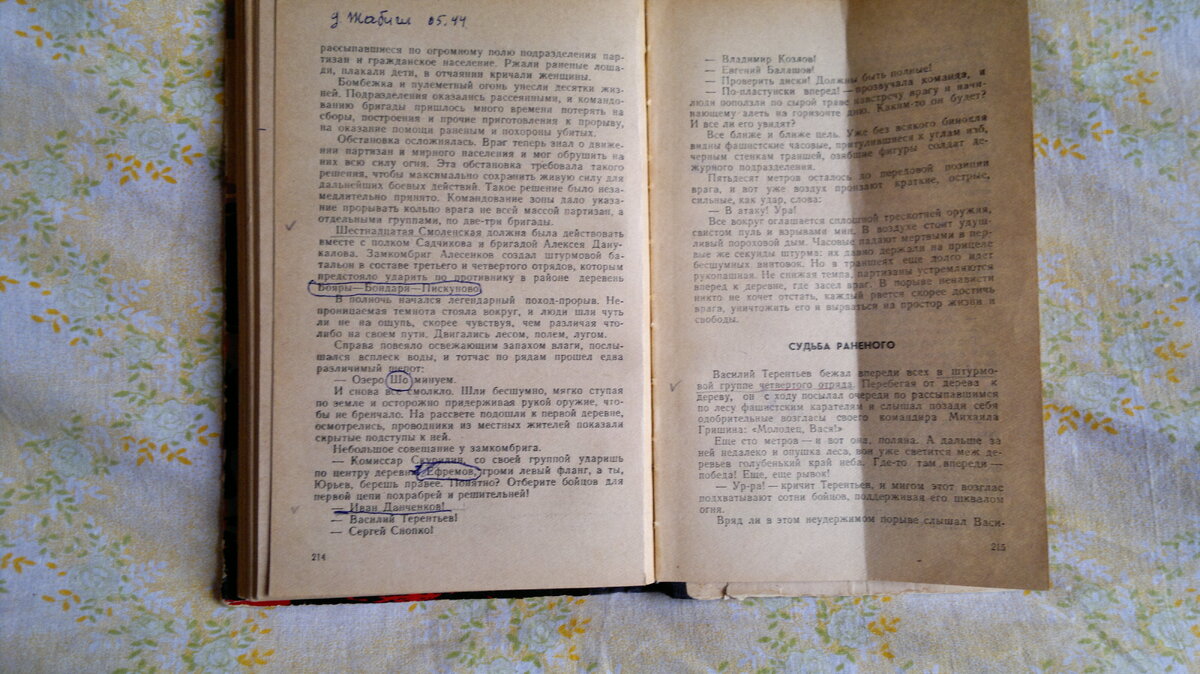 д Жабыки 05.44
рассыпавшиеся по огромному полю подразделения пар-
тизан и гражданское население. Ржали раненые лоша-
ди, плакали дети, в отчаянии кричали женщины.
Бомбежка и пулеметный огонь унесли десятки жиз-
ней. Подразделения оказались рассеянными, и командо-
ванию бригады пришлось много времени потерять на
сборы, построения и прочие приготовления к прорыву,
на оказание помощи раненым и похороны убитых.
Обстановка осложнялась. Враг теперь знал о движе-
нии партизан и мирного населения и мог обрушить на
них всю силу огня. Эта обстановка требовала такого
решения, чтобы максимально сохранить живую силу для
дальнейших боевых действий. Такое решение было неза-
медлительно принято. Командование зоны дало указа-
ние прорывать кольцо врага не всей массой партизан, а
отдельными группами, по две-три бригады.
Шестнадцатая Смоленская должна была действовать
вместе с полком Садчикова и бригадой Алексея Дану-
калова. Замкомбриг Алесенков создал штурмовой ба-
тальон в составе третьего и четвертого отрядов, которым
предстояло ударить по противнику в районе деревень
Бояры—Бондари—Пискуново.
В полночь начался легендарный поход-прорыв. Не-
проницаемая темнота стояла вокруг, и люди шли чуть
ли не на ощупь, скорее чувствуя, чем различая что-
либо на своем пути. Двигались лесом, полем, лугом.
Справа повеяло освежающим запахом влаги, послы-
шался всплеск воды, и тотчас по рядам прошел едва
различимый шепот:
— Озеро Шо минуем.
И снова все смолкло. Шли бесшумно, мягко ступая
по земле и осторожно придерживая рукой оружие, что-
бы не бренчало. На рассвете подошли к первой деревне,
осмотрелись, проводники из местных жителей показали
скрытые подступы к ней.
Небольшое совещание у замкомбрига.
— Комиссар Скурилин, со своей группой ударишь
по центру деревни. Ефремов, громи левый фланг, а ты,
Юрьев, берешь правее. Понятно? Отберите бойцов для
первой цепи похрабрей и решительней!
— Иван Данченков!
— Василий Терентьев!
— Сергей Снопко!
214
— Владимир Козлов!
— Евгений Балашов!
— Проверить диски! Должны быть полные!
— По-пластунски вперед! — прозвучала команда, и
люди поползли по сырой траве навстречу врагу и начи-
нающему алеть на горизонте дню. Каким-то он будет?
И все ли его увидят?
Все ближе и ближе цель. Уже без всякого бинокля
видны фашистские часовые, притулившиеся к углам изб,
черным стенкам траншей, озябшие фигуры солдат де-
журного подразделения.
Пятьдесят метров осталось до передовой позиции
врага, и вот уже воздух пронзают краткие, острые,
сильные, как удар, слова:
— В атаку! Ура!
Все вокруг оглашается сплошной трескотней оружия,
свистом пуль и взрывами мин. В воздухе стоит удуш-
ливый пороховой дым. Часовые падают мертвыми в пер-
вые же секунды штурма: их давно держали на прицеле
бесшумных винтовок. Но в траншеях еще долго идет
рукопашная. Не снижая темпа, партизаны устремляются
вперед к деревне, где засел враг. В порыве ненависти
никто не хочет отстать, каждый рвется скорее достичь
врага, уничтожить его и вырваться на простор жизни и
свободы.
СУДЬБА РАНЕНОГО
Василий Терентьев бежал впереди всех в штурмо-
вой группе четвертого отряда. Перебегая от дерева к
дереву, он с ходу посылал очереди по рассыпавшимся
по лесу фашистским карателям и слышал позади себя
одобрительные возгласы своего командира Михаила
Гришина: «Молодец, Вася!»
Еще сто метров — и вот она, поляна. А дальше за
ней недалеко и опушка леса, вон уже светится меж де-
ревьев голубенький край неба. Где-то там впереди —
победа! Еще, еще рывок!
— Ур-ра! — кричит Терентьев, и мигом этот возглас
подхватывают сотни бойцов, поддерживая его шквалом
огня.
Вряд ли в этом неудержимом порыве слышал Васи-
215